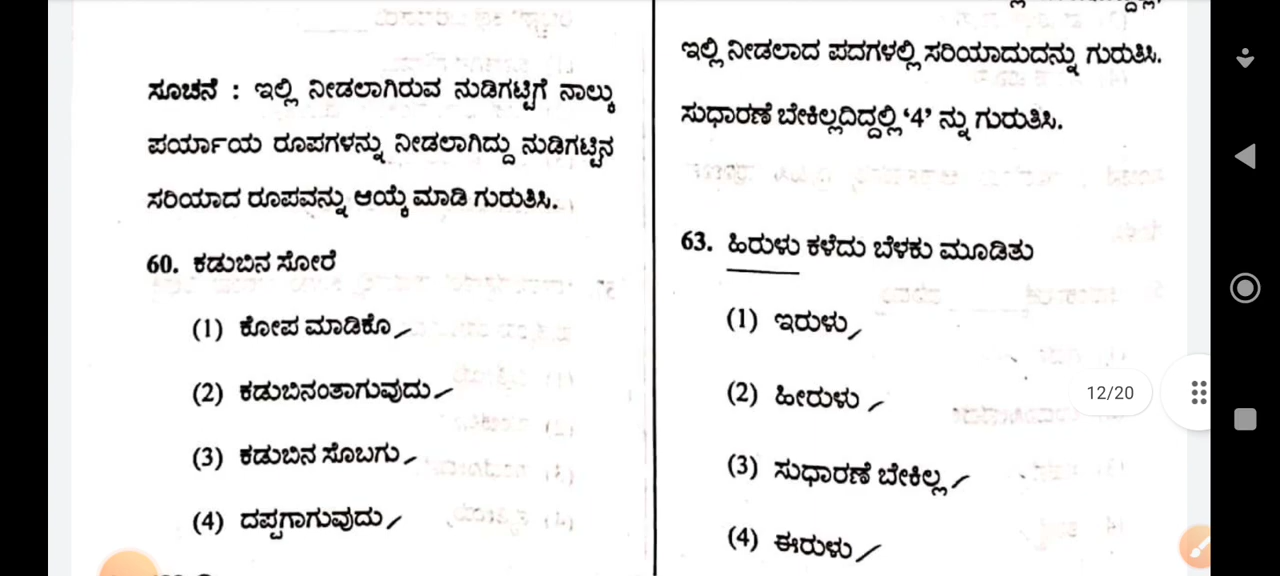 ಸೂಚನೆ : ಇಲ್ಲಿ ನೀಡಲಾಗಿರುವ ನುಡಿಗಟ್ಟಿಗೆ ನಾಲ್ಕು
ಪರ್ಯಾಯ ರೂಪಗಳನ್ನು ನೀಡಲಾಗಿದ್ದು ನುಡಿಗಟ್ಟಿನ
ಸರಿಯಾದ ರೂಪವನ್ನು ಆಯ್ಕೆ ಮಾಡಿ ಗುರುತಿಸಿ.
60. ಕಡುಬಿನ ಸೋರೆ
(1) ಕೋಪ ಮಾಡಿಕೊ
(2) ಕಡುಬಿನಂತಾಗುವುದು
(3) ಕಡುಬಿನ ಸೊಬಗು
(4) ದಪ್ಪಗಾಗುವುದು
ಇಲ್ಲಿ ನೀಡಲಾದ ಪದಗಳಲ್ಲಿ ಸರಿಯಾದುದನ್ನು ಗುರುತಿಸಿ.
ಸುಧಾರಣೆ ಬೇಕಿಲ್ಲದಿದ್ದಲ್ಲಿ ‘4’ ನ್ನು ಗುರುತಿಸಿ.
63. ಹಿರುಳು ಕಳೆದು ಬೆಳಕು ಮೂಡಿತು
(1) ಇರುಳು
(2) ಹೀರುಳು
(3) ಸುಧಾರಣೆ ಬೇಕಿಲ್ಲ
(4) ಈರುಳು
12/20